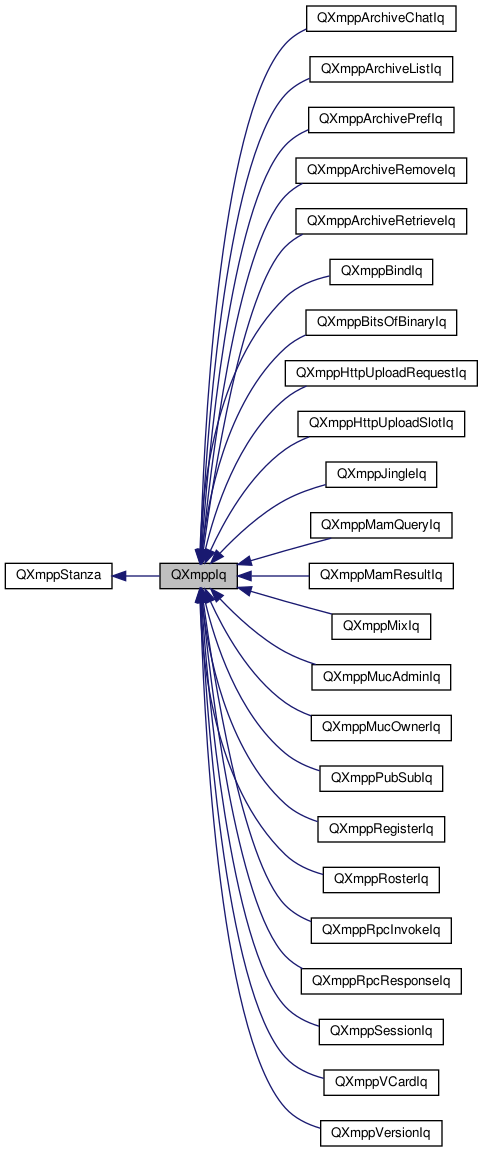 QXmppArchiveChatIq
QXmppArchiveListIq
QXmppArchivePrefIq
QXmppArchiveRemoveIq
QXmppArchiveRetrieveIq
QXmppBindIq
QXmppBitsOfBinaryIq
QXmppHttpUploadRequestIq
QXmppHttpUploadSlotIq
QXmppJingleIq
QXmppMamQueryIq
QXmppStanza
QXmppIq
QXmppMamResultIq
QXmppMixIq
QXmppMucAdminIq
QXmppMucOwnerIq
QXmppPubSubIq
QXmppRegisterIq
QXmppRosterIq
QXmppRpcInvokeIq
QXmppRpcResponseIq
QXmppSessionIq
QXmppVCardIq
QXmppVersionIq